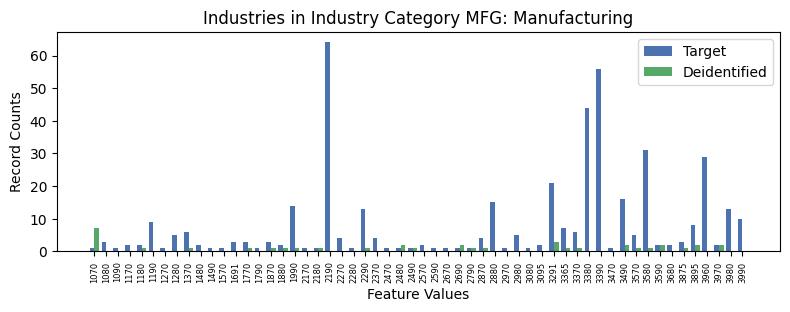 Industries in Industry Category MFG: Manufacturing
Target
Deidentified
Record Counts
60
50
40
30
20
10
0
1070 1080 1090 1170 1180 1190 1270 1280 1370 1480 1490 1570 1691 1770 1790 1870 1880 1990 2170 2180 2190 2270 2280 2290 2370 2470 2480 2490 2570 2590 2670 2690 2790 2870 2880 2970 2980 3080 3095 3291 3365 3370 3380 3390 3470 3490 3570 3580 3590 3680 3875 3895 3960 3970 3980 3990
Feature Values